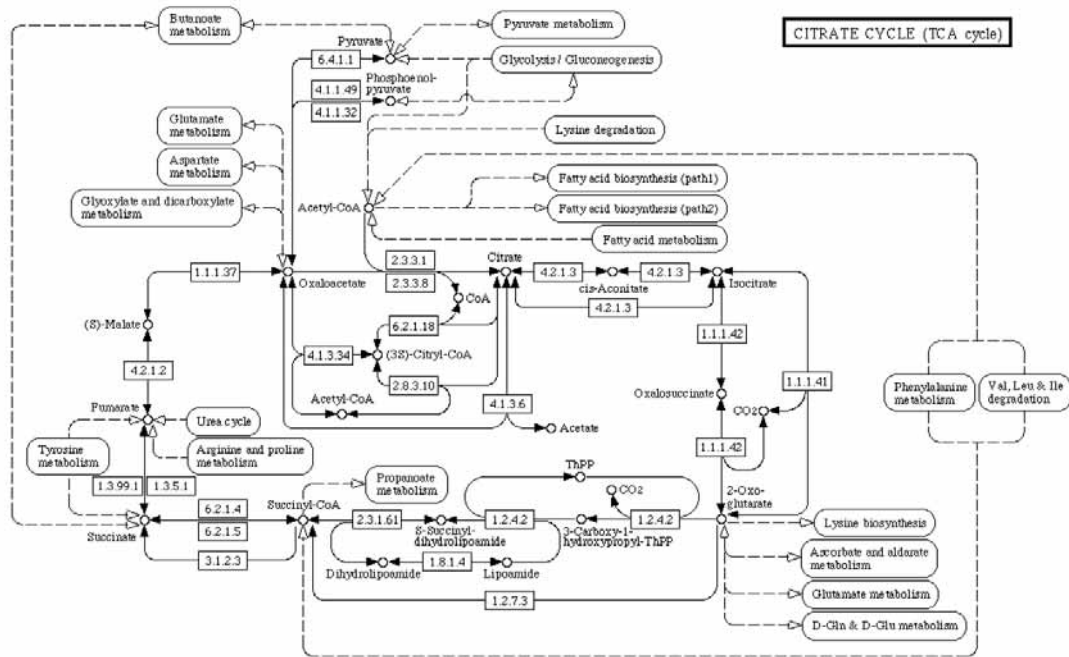 Butanoate
metabolism
Pyruvate metabolism
CITRATE CYCLE (TCA cycle)
Pyruvate
6.4.1.1
Glycolysis / Gluconeogenesis
Phosphoenol-
pyruvate
4.1.1.49
4.1.1.32
Glutamate
metabolism
Lysine degradation
Aspartate
metabolism
Fatty acid biosynthesis (path1)
Glyoxylate and dicarboxylate
metabolism
Acetyl-CoA
Fatty acid biosynthesis (path2)
Fatty acid metabolism
1.1.1.37
Oxaloacetate
2.3.3.1
2.3.3.8
Citrate
4.2.1.3
cis-Aconitate
4.2.1.3
Isocitrate
4.2.1.3
CoA
(S)-Malate
6.2.1.18
1.1.1.42
4.1.3.34
(3S)-Citryl-CoA
4.2.1.2
2.8.3.10
1.1.1.41
Phenylalanine
metabolism
Val, Leu & Ile
degradation
Oxalosuccinate
Acetyl-CoA
4.1.3.6
CO2
Fumarate
Urea cycle
Acetate
1.1.1.42
Tyrosine
metabolism
Arginine and proline
metabolism
Propanoate
metabolism
ThPP
1.3.99.1
1.3.5.1
CO2
2-Oxo-
glutarate
6.2.1.4
6.2.1.5
Succinyl-CoA
2.3.1.61
1.2.4.2
1.2.4.2
Succinate
S-Succinyl-
dihydrolipoamide
3-Carboxy-1-
hydroxypropyl-ThPP
Lysine biosynthesis
3.1.2.3
Dihydrolipoamide
1.8.1.4
Lipoamide
Ascorbate and aldarate
metabolism
1.2.7.3
Glutamate metabolism
D-Gln & D-Glu metabolism